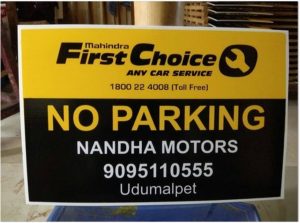 Mahindra
First Choice
ANY CAR SERVICE
1800 22 4008 (Toll Free)
NO PARKING
NANDHA MOTORS
9095110555
Udumalpet